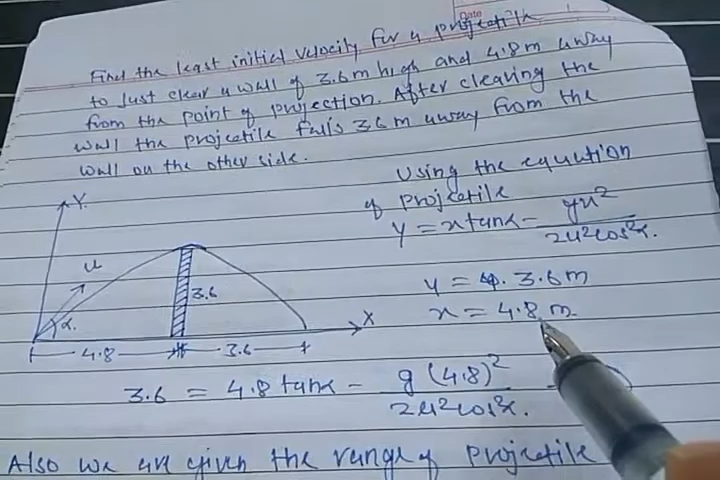 Date
Find the least initial velocity for a projectile
to just clear a wall of 3.6m high and 4.8m away
from the point of projection. After clearing the
wall the projectile falls 3.6 m away from the
wall on the other side.
Using the equation
of projectile
y = x tanα - gx²/2u²cos²α.
y = 3.6 m
x = 4.8 m
Y
u
α
3.6
X
4.8
3.6
3.6 = 4.8 tanα - g(4.8)²/2u²cos²α.
Also we are given the range of projectile